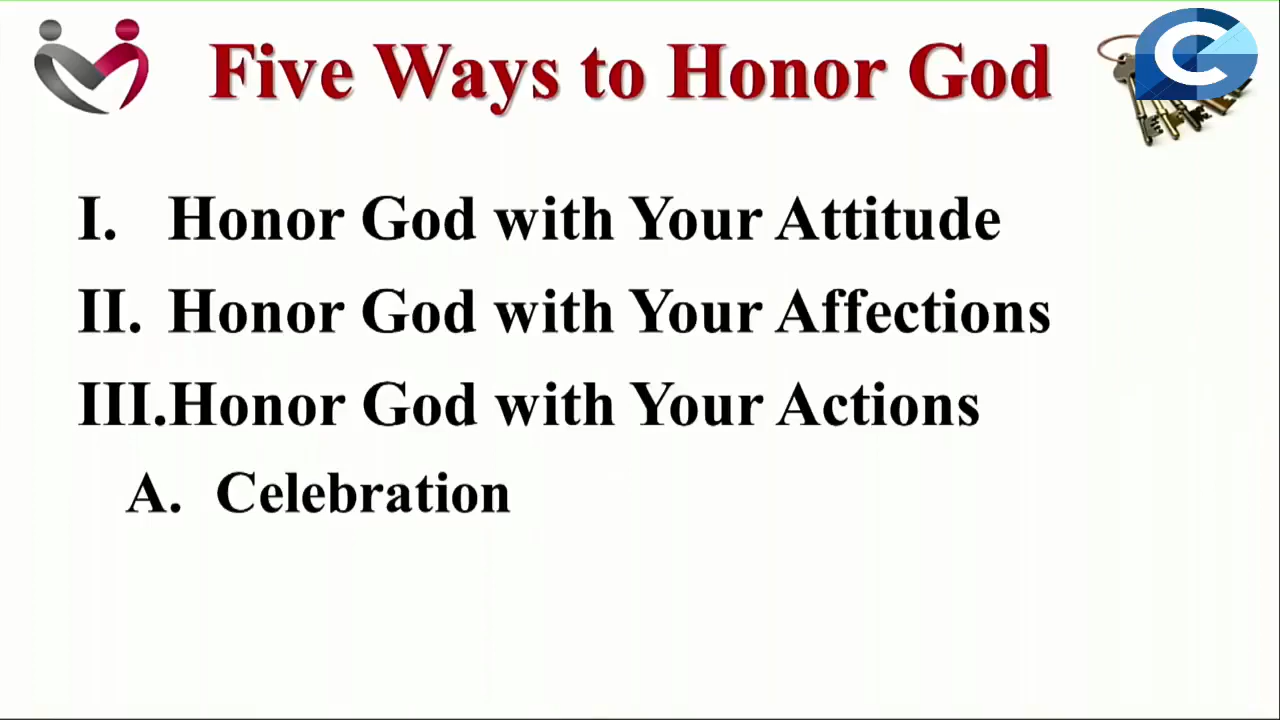 Five Ways to Honor God
I. Honor God with Your Attitude
II. Honor God with Your Affections
III.Honor God with Your Actions
A. Celebration